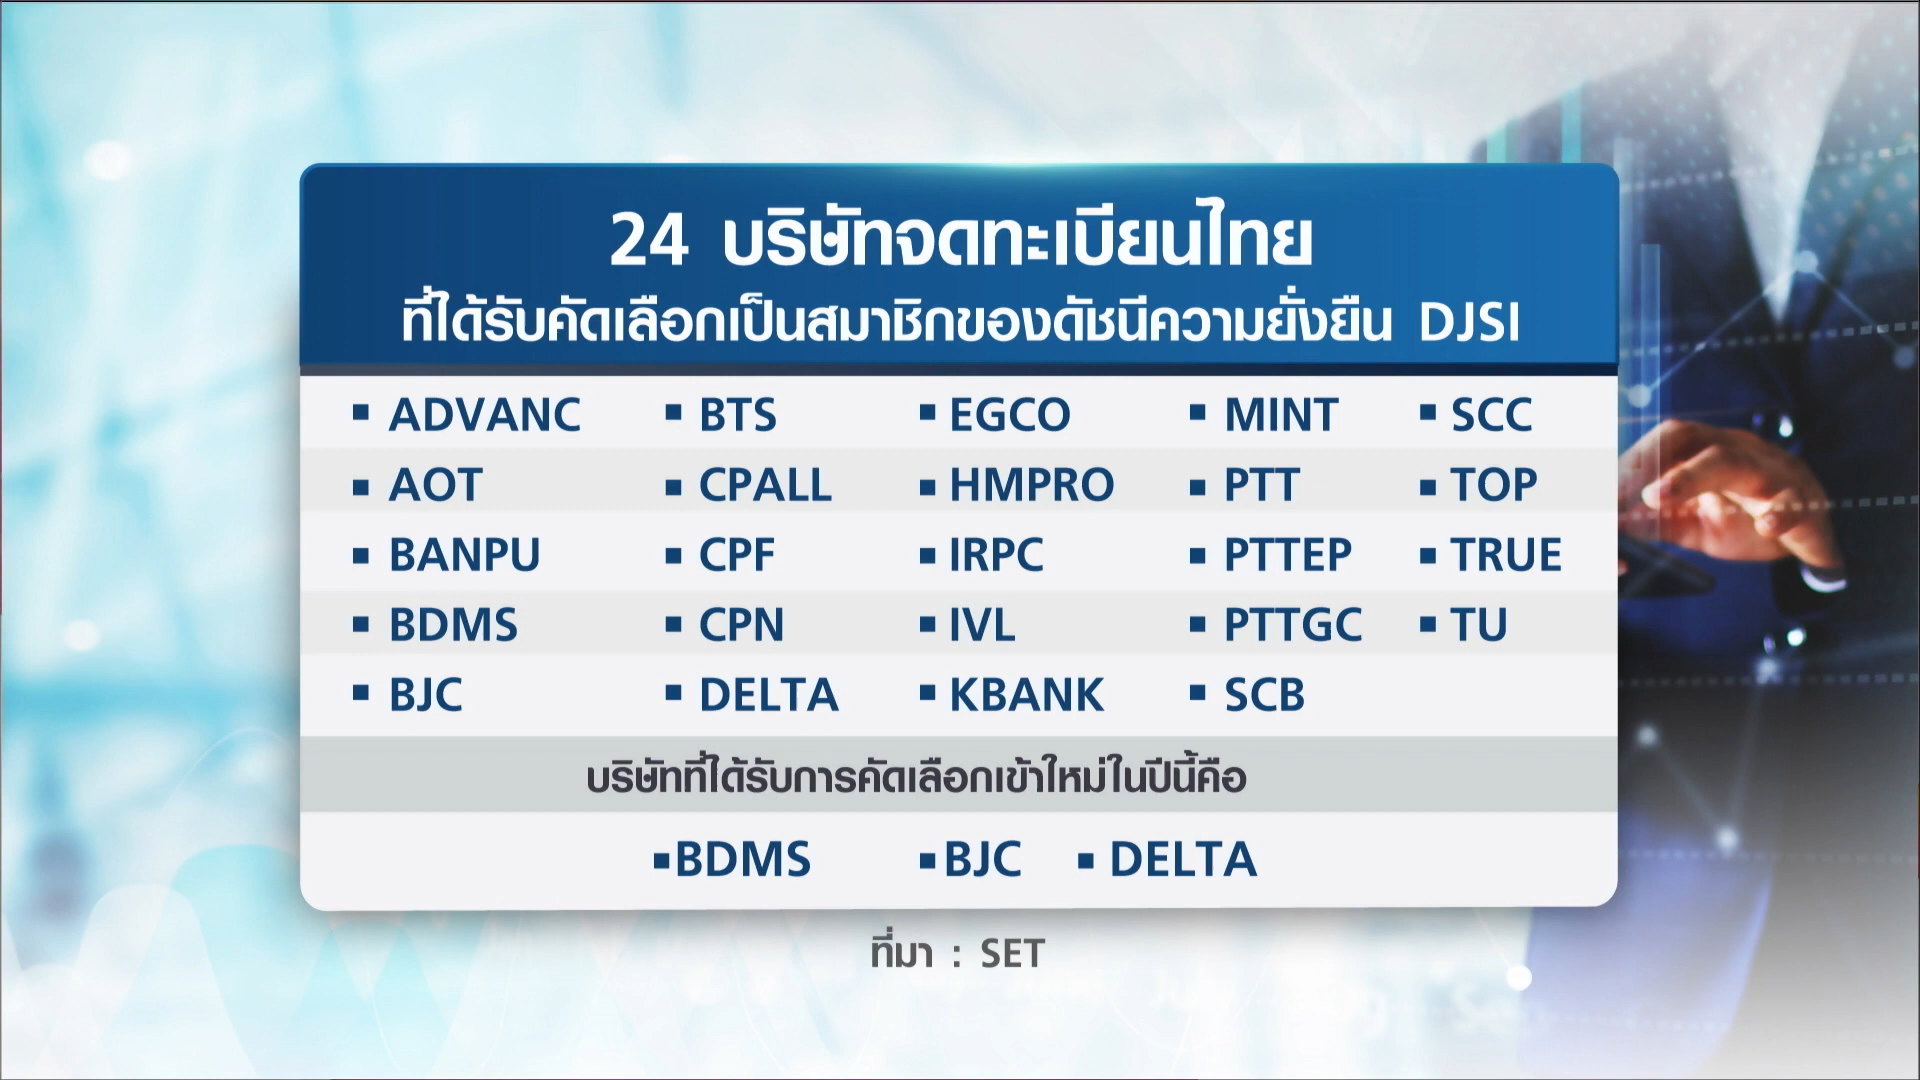 24 บริษัทจดทะเบียนไทย
ที่ได้รับคัดเลือกเป็นสมาชิกของดัชนีความยั่งยืน DJSI
▪ ADVANC ▪ BTS ▪ EGCO ▪ MINT ▪ SCC
▪ AOT ▪ CPALL ▪ HMPRO ▪ PTT ▪ TOP
▪ BANPU ▪ CPF ▪ IRPC ▪ PTTEP ▪ TRUE
▪ BDMS ▪ CPN ▪ IVL ▪ PTTGC ▪ TU
▪ BJC ▪ DELTA ▪ KBANK ▪ SCB
บริษัทที่ได้รับการคัดเลือกเข้าใหม่ในปีนี้คือ
▪BDMS ▪BJC ▪ DELTA
ที่มา : SET